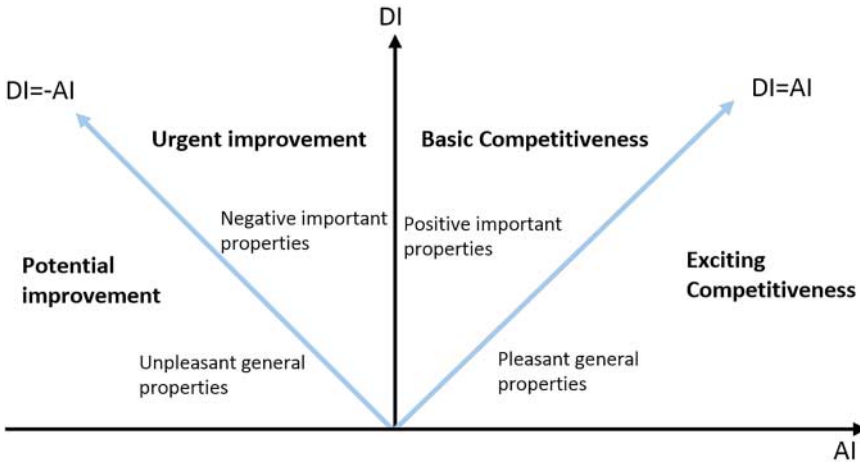 DI
DI=-AI
DI=AI
Urgent improvement
Basic Competitiveness
Negative important
properties
Positive important
properties
Potential
improvement
Exciting
Competitiveness
Unpleasant general
properties
Pleasant general
properties
AI